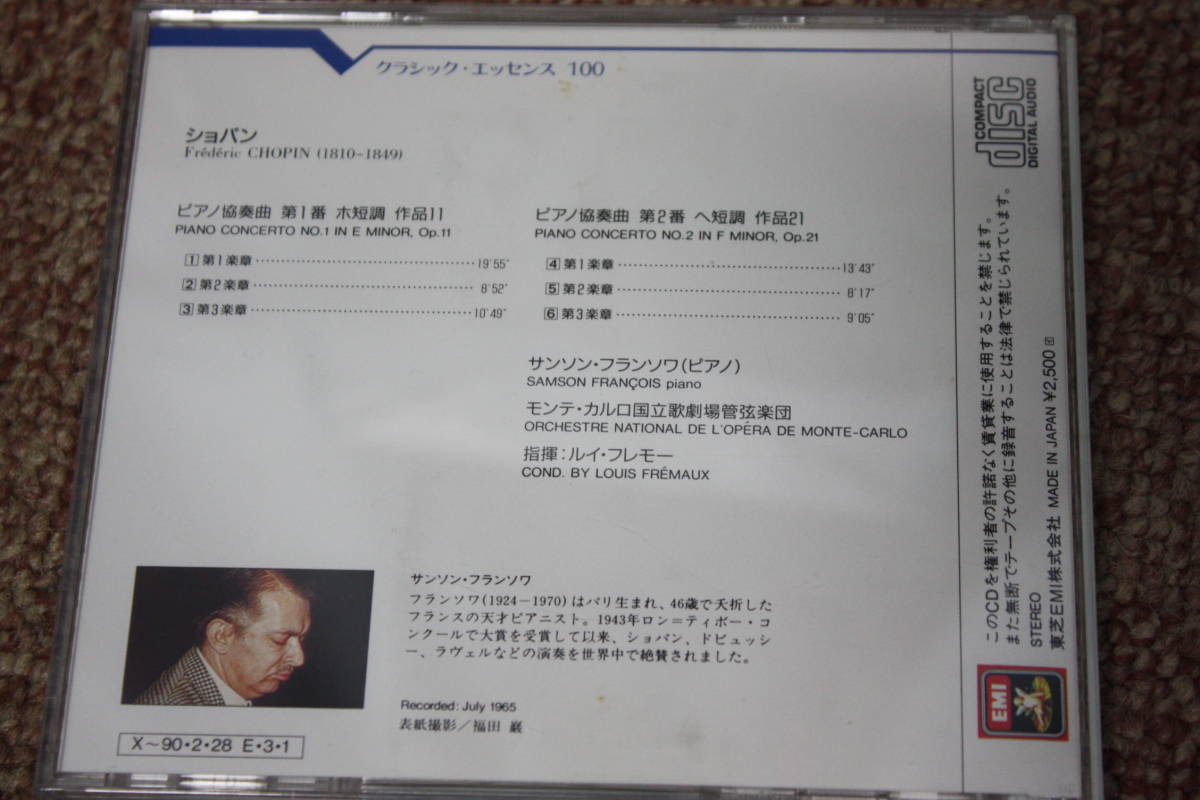 クラシック・エッセンス 100
ショパン
Frédéric CHOPIN (1810-1849)
ピアノ協奏曲 第1番 ホ短調 作品11
PIANO CONCERTO NO.1 IN E MINOR, Op.11
1 第1楽章 19'55"
2 第2楽章 8'52"
3 第3楽章 10'49"
ピアノ協奏曲 第2番 ヘ短調 作品21
PIANO CONCERTO NO.2 IN F MINOR, Op.21
4 第1楽章 13'43"
5 第2楽章 8'17"
6 第3楽章 9'05"
サンソン・フランソワ(ピアノ)
SAMSON FRANÇOIS piano
モンテ・カルロ国立歌劇場管弦楽団
ORCHESTRE NATIONAL DE L'OPÉRA DE MONTE-CARLO
指揮:ルイ・フレモー
COND. BY LOUIS FRÉMAUX
サンソン・フランソワ
フランソワ(1924-1970)はパリ生まれ、46歳で夭折した
フランスの天才ピアニスト。1943年ロン=ティボー・コ
ンクールで大賞を受賞して以来、ショパン、ドビュッシ
ー、ラヴェルなどの演奏を世界中で絶賛されました。
Recorded: July 1965
表紙撮影/福田 巌
X〜90・2・28 E・3・1
COMPACT
disc
DIGITAL AUDIO
このCDを権利者の許諾なく賃貸業に使用することを禁じます。
また無断でテープその他に録音することは法律で禁じられています。
STEREO
東芝EMI株式会社 MADE IN JAPAN ¥2,500
EMI